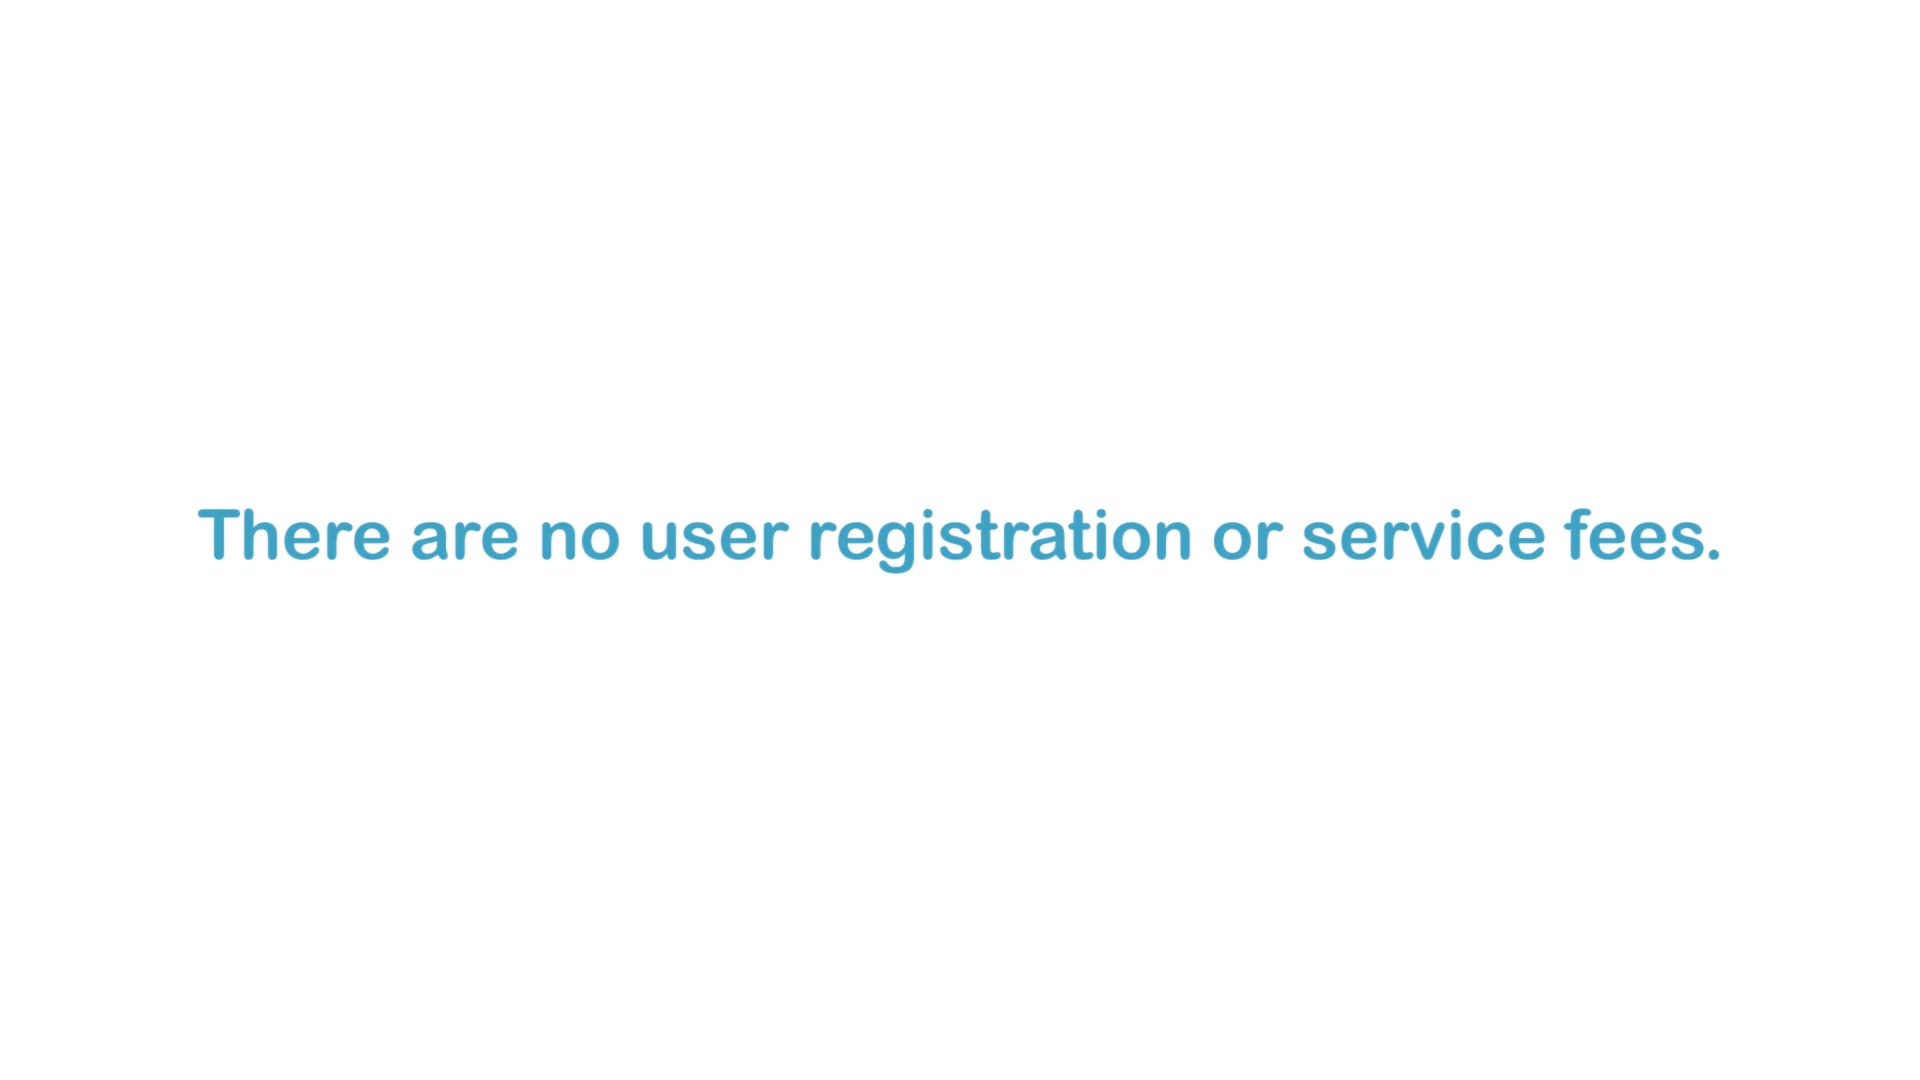 There are no user registration or service fees.